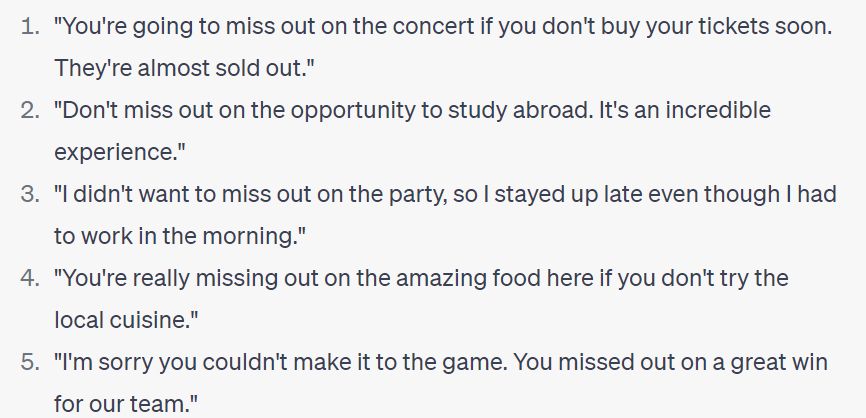 1. "You're going to miss out on the concert if you don't buy your tickets soon.
They're almost sold out."
2. "Don't miss out on the opportunity to study abroad. It's an incredible
experience."
3. "I didn't want to miss out on the party, so I stayed up late even though I had
to work in the morning."
4. "You're really missing out on the amazing food here if you don't try the
local cuisine."
5. "I'm sorry you couldn't make it to the game. You missed out on a great win
for our team."